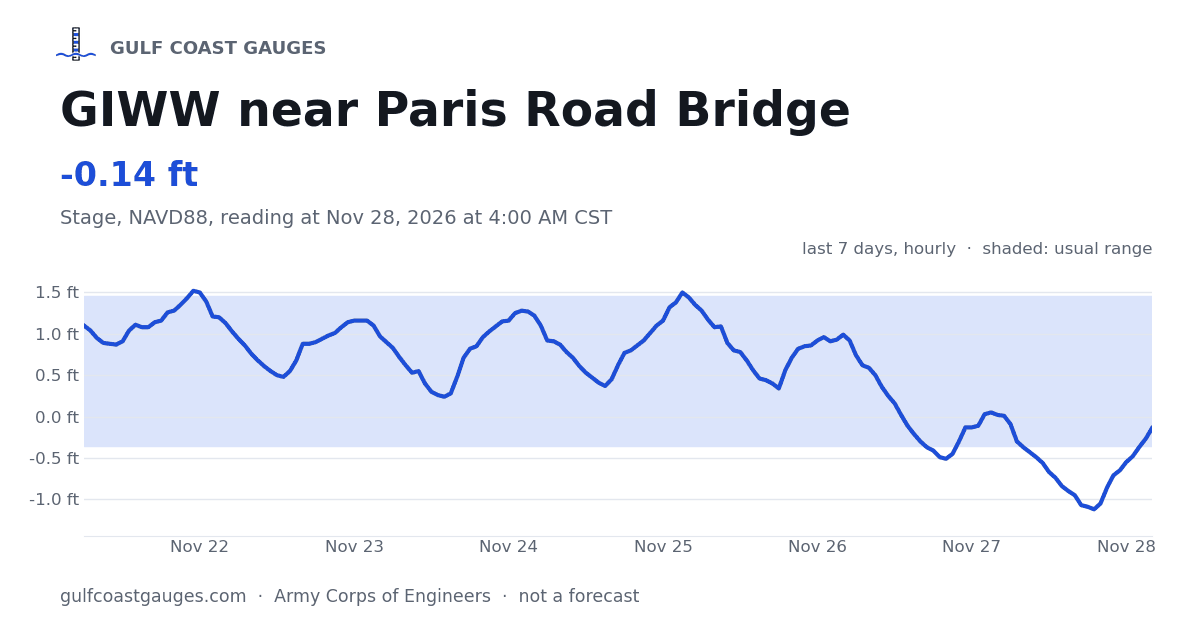 GULF COAST GAUGES
GIWW near Paris Road Bridge
-0.14 ft
Stage, NAVD88, reading at Nov 28, 2026 at 4:00 AM CST
last 7 days, hourly · shaded: usual range
1.5 ft
1.0 ft
0.5 ft
0.0 ft
-0.5 ft
-1.0 ft
Nov 22 Nov 23 Nov 24 Nov 25 Nov 26 Nov 27 Nov 28
gulfcoastgauges.com · Army Corps of Engineers · not a forecast